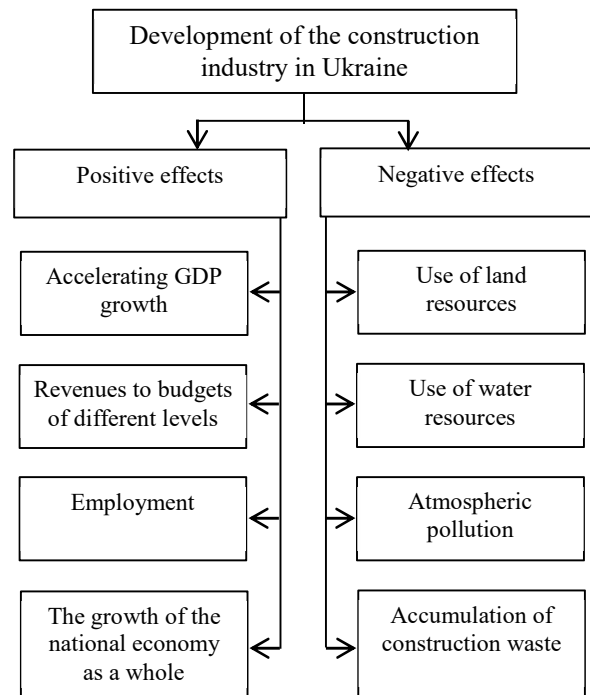 Development of the construction
industry in Ukraine
Positive effects
Negative effects
Accelerating GDP
growth
Use of land
resources
Revenues to budgets
of different levels
Use of water
resources
Employment
Atmospheric
pollution
The growth of the
national economy
as a whole
Accumulation of
construction waste